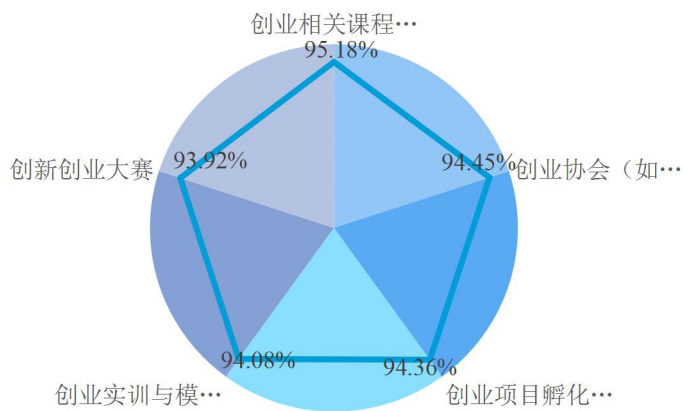 创业相关课程…
95.18%
创新创业大赛
93.92%
94.45%
创业协会（如…
94.08%
94.36%
创业实训与模…
创业项目孵化…